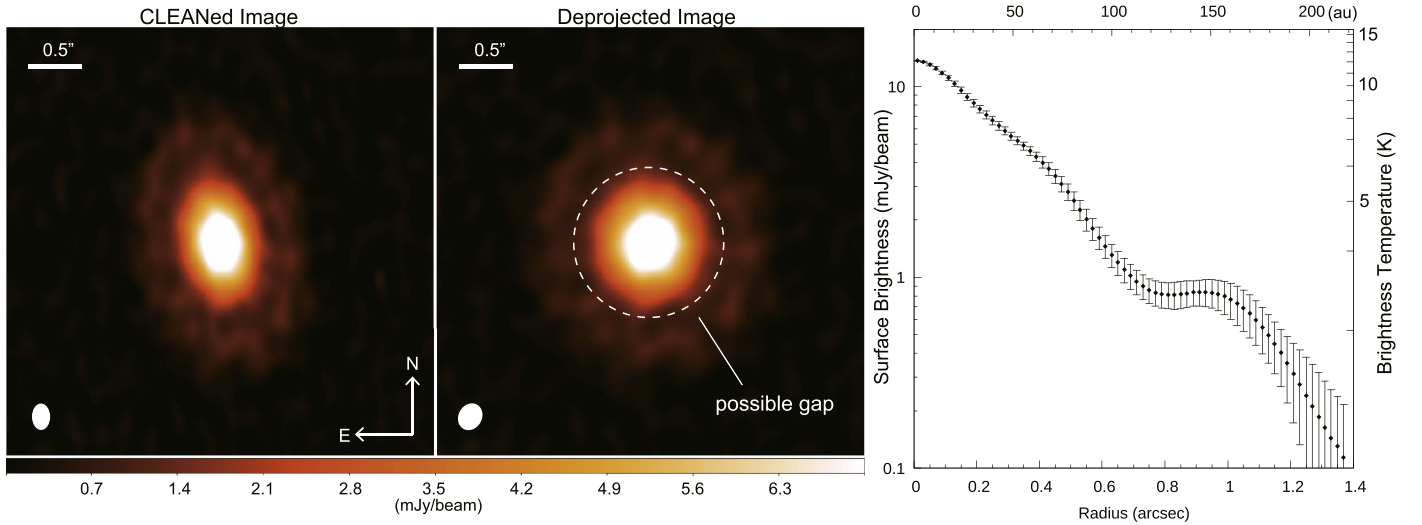 CLEANed Image
0.5”
N
E
Deprojected Image
0.5”
possible gap
0.7 1.4 2.1 2.8 3.5 4.2 4.9 5.6 6.3
(mJy/beam)
0 50 100 150 200 (au)
Surface Brightness (mJy/beam)
10
1
0.1
15
10
5
Brightness Temperature (K)
0 0.2 0.4 0.6 0.8 1 1.2 1.4
Radius (arcsec)